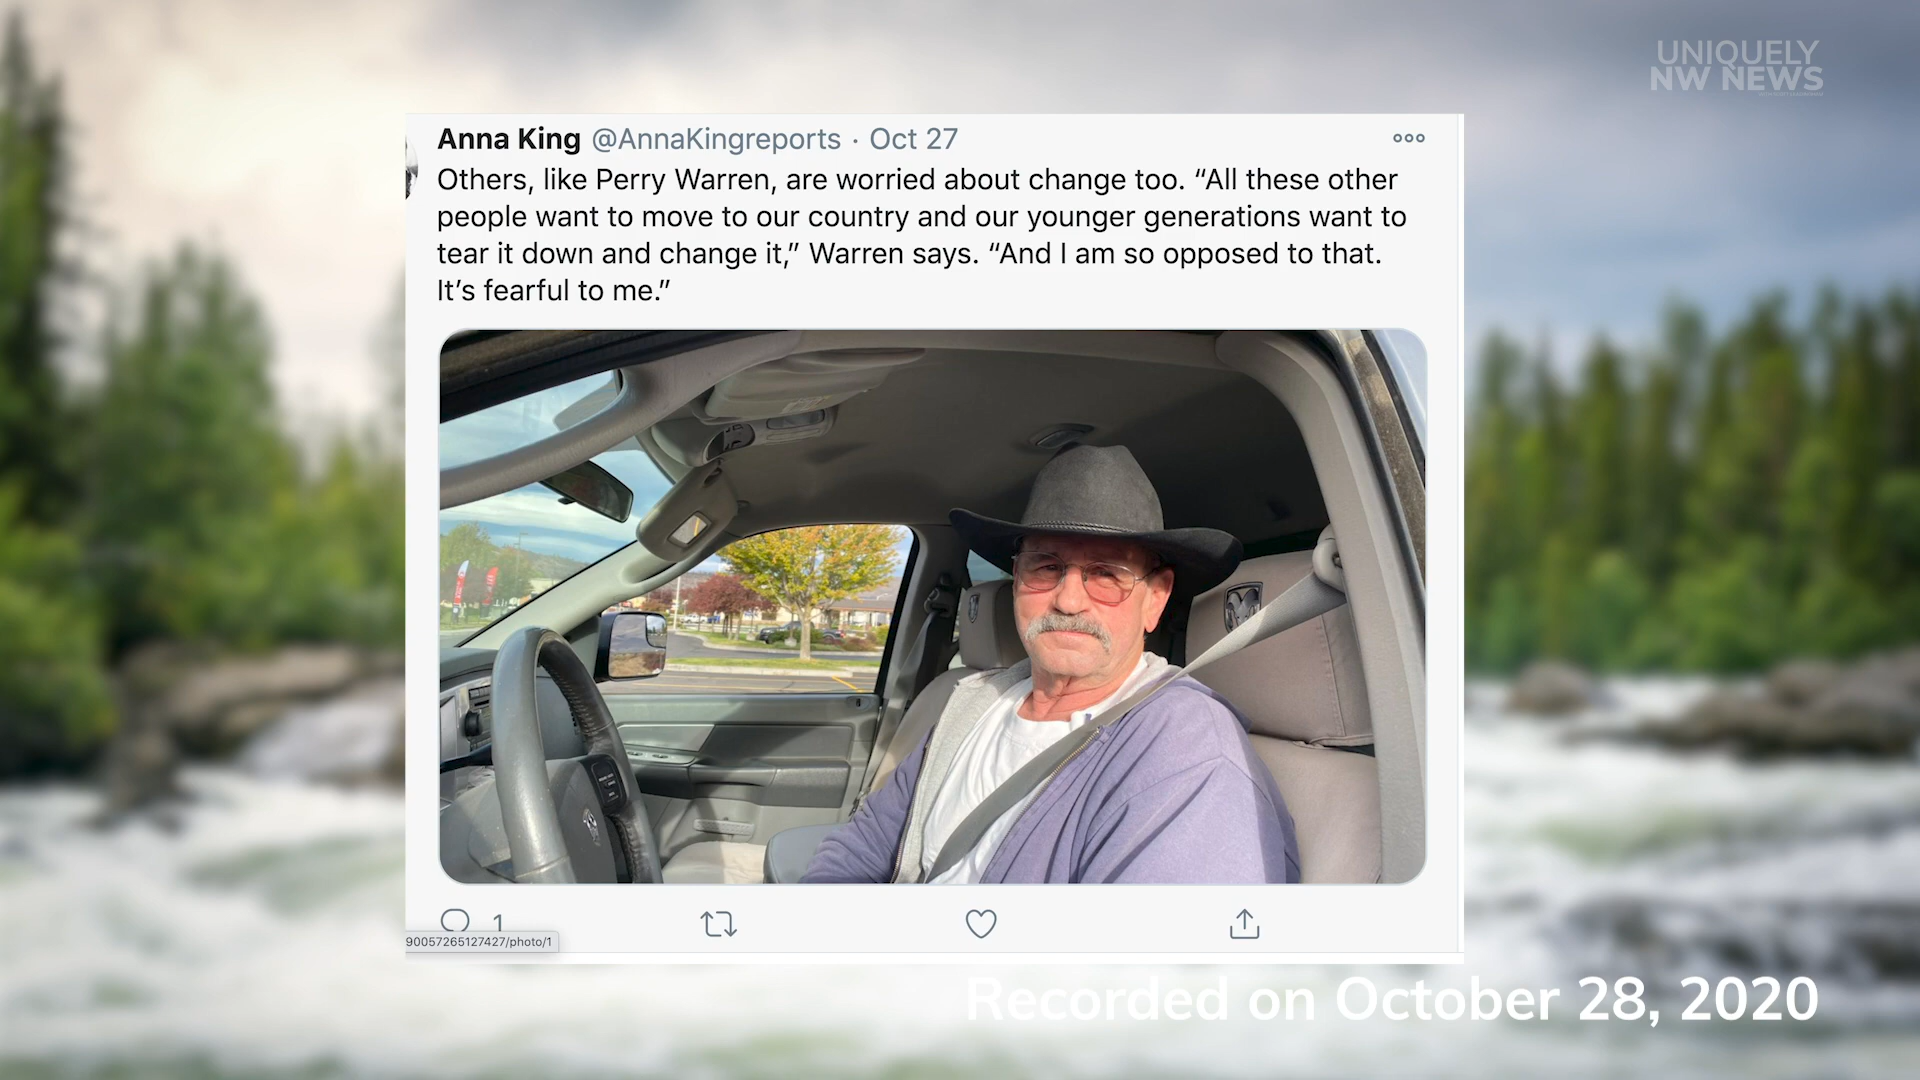 UNIQUELY
NW NEWS
Anna King @AnnaKingreports · Oct 27
Others, like Perry Warren, are worried about change too. “All these other
people want to move to our country and our younger generations want to
tear it down and change it,” Warren says. “And I am so opposed to that.
It’s fearful to me.”
1
90057265127427/photo/1
Recorded on October 28, 2020